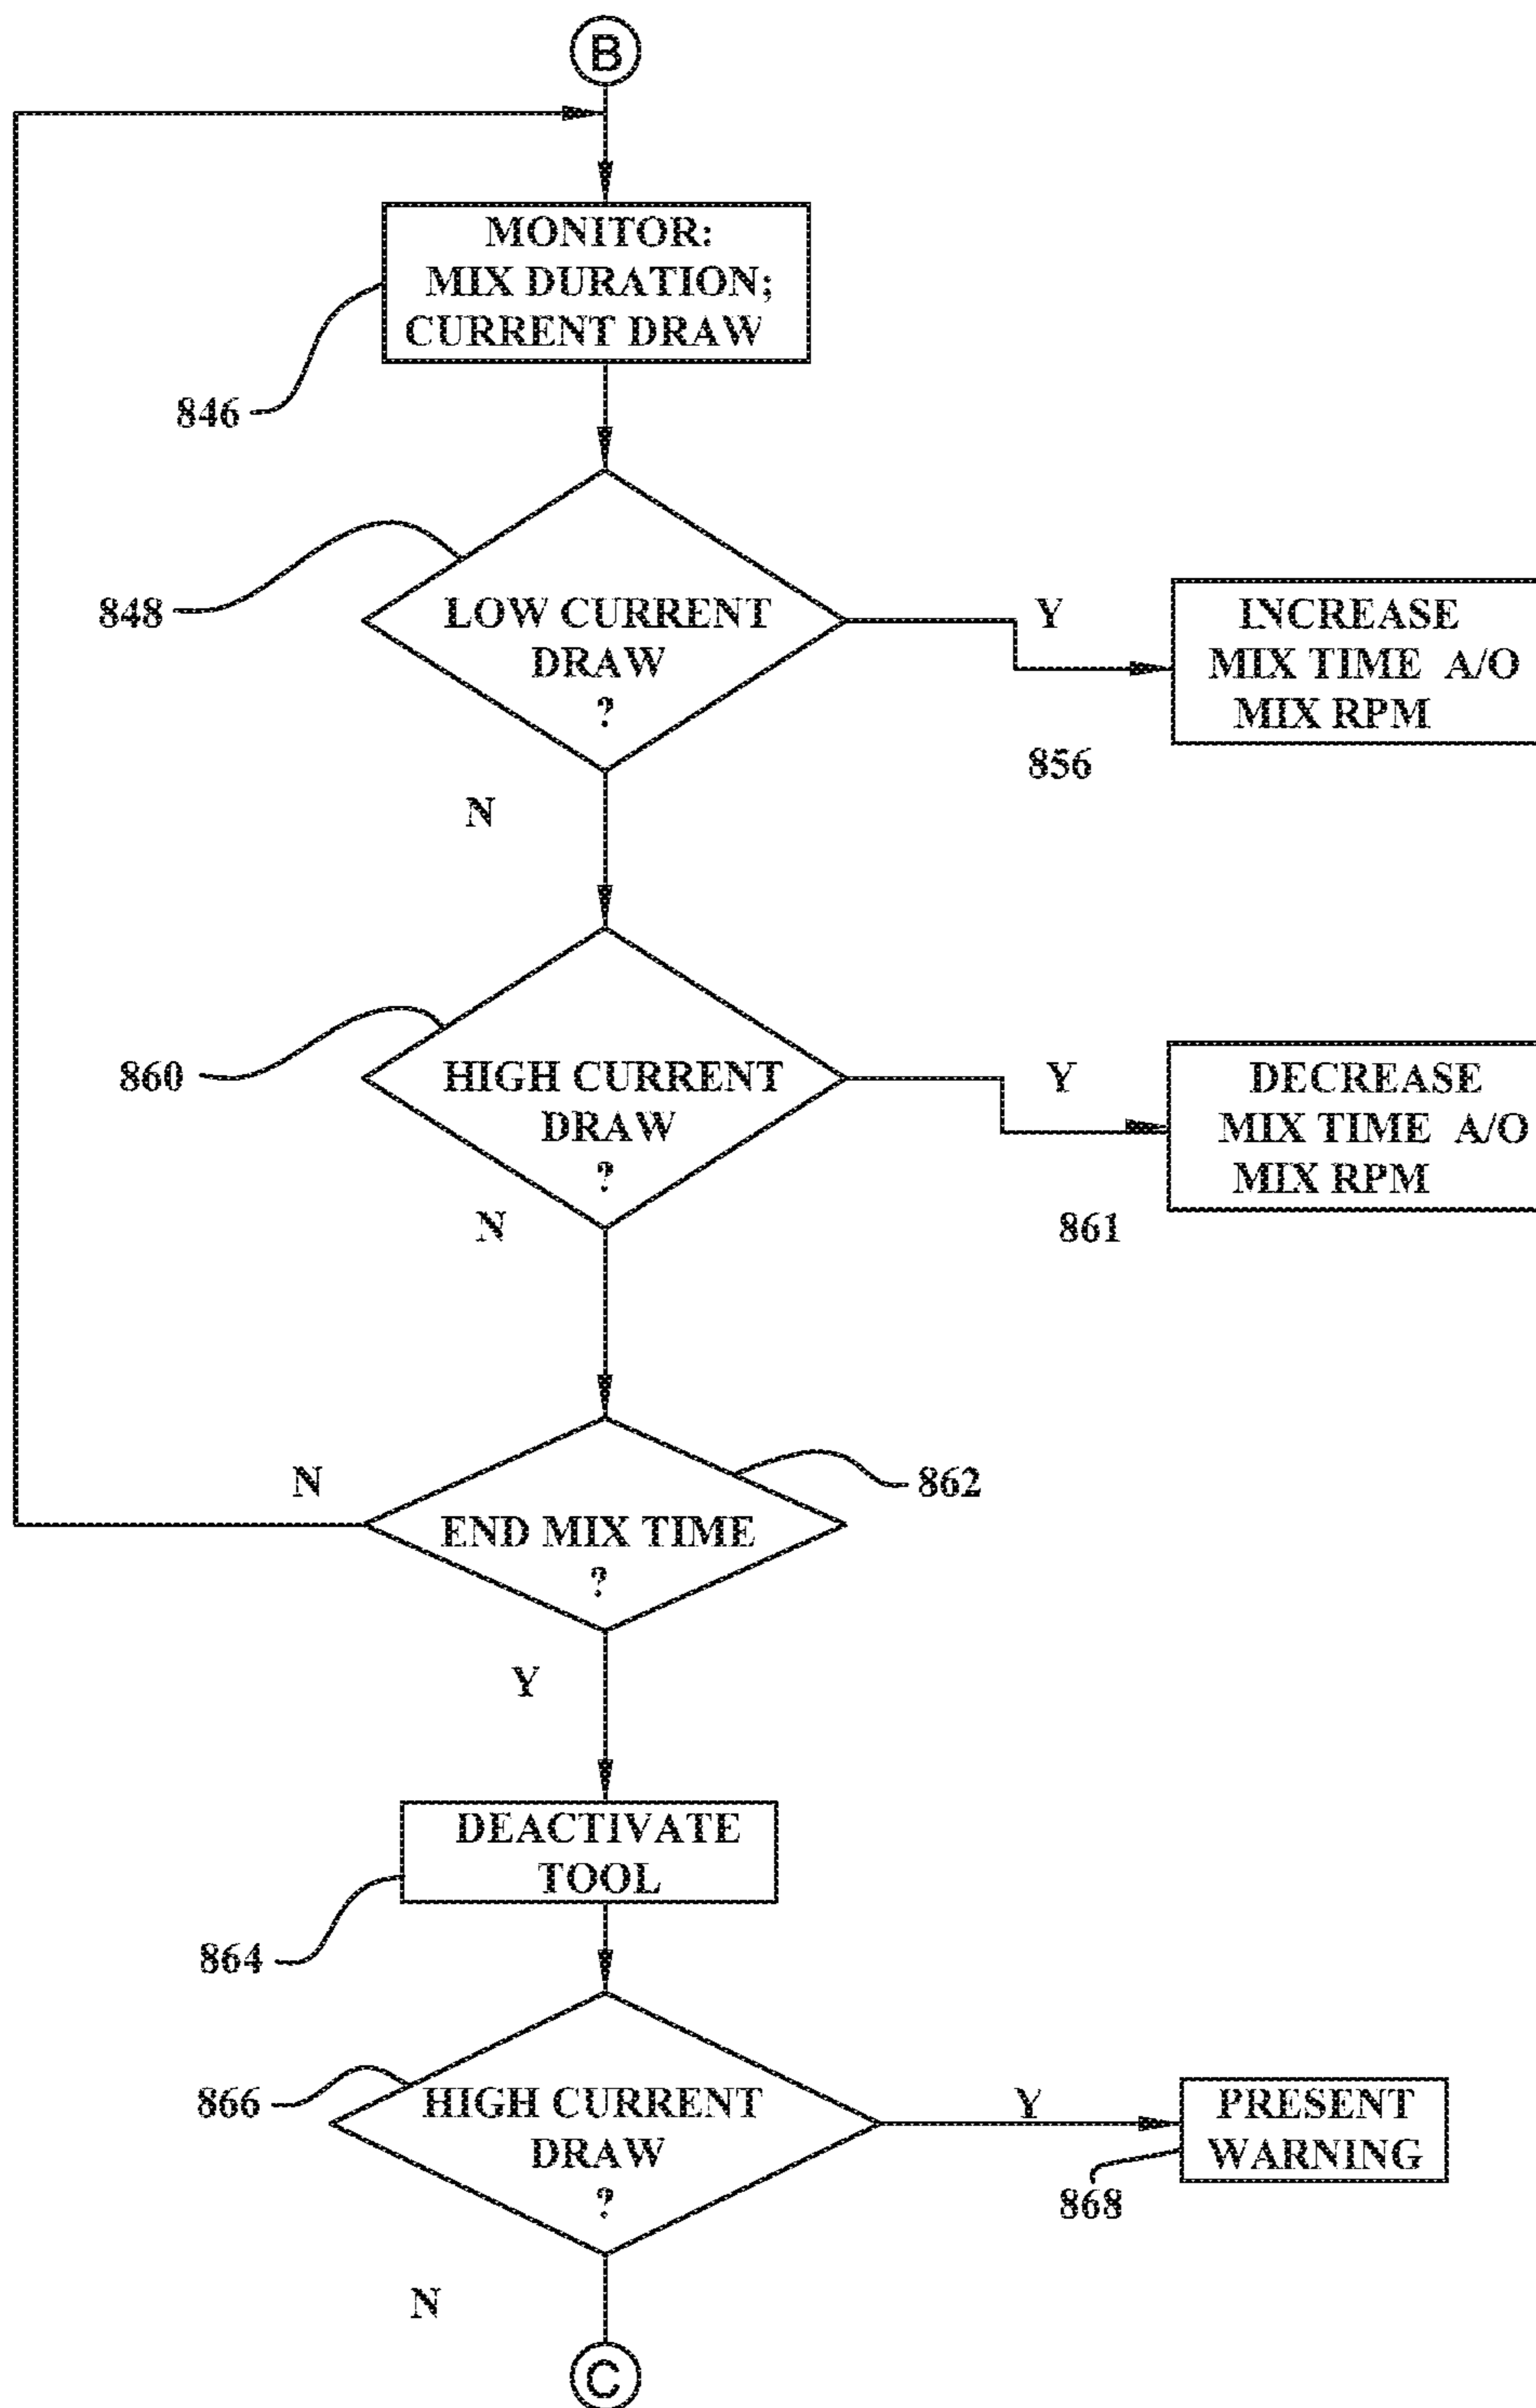 B
MONITOR:
MIX DURATION;
CURRENT DRAW
846
848
LOW CURRENT
DRAW
?
Y
INCREASE
MIX TIME A/O
MIX RPM
856
N
860
HIGH CURRENT
DRAW
?
Y
DECREASE
MIX TIME A/O
MIX RPM
861
N
862
N
END MIX TIME
?
Y
DEACTIVATE
TOOL
864
866
HIGH CURRENT
DRAW
?
Y
PRESENT
WARNING
868
N
C